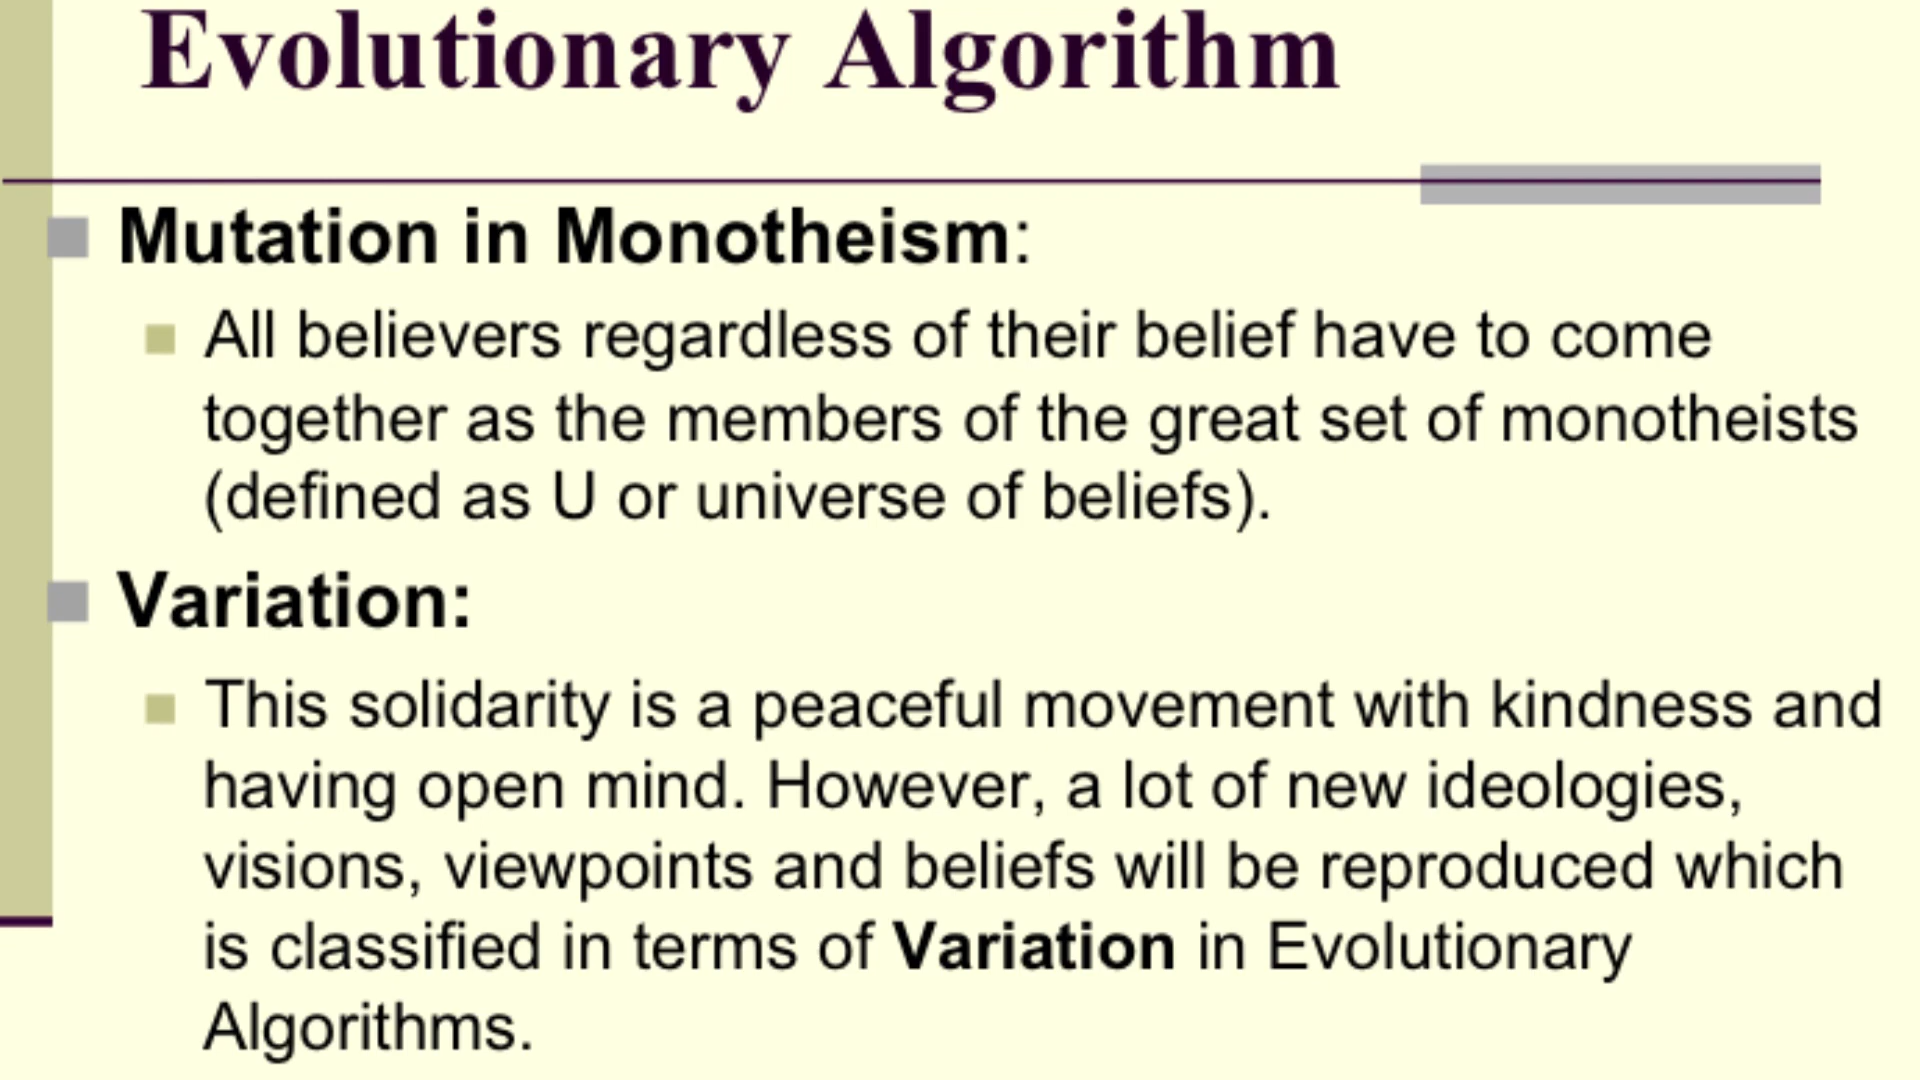 Evolutionary Algorithm
Mutation in Monotheism:
All believers regardless of their belief have to come
together as the members of the great set of monotheists
(defined as U or universe of beliefs).
Variation:
This solidarity is a peaceful movement with kindness and
having open mind. However, a lot of new ideologies,
visions, viewpoints and beliefs will be reproduced which
is classified in terms of Variation in Evolutionary
Algorithms.